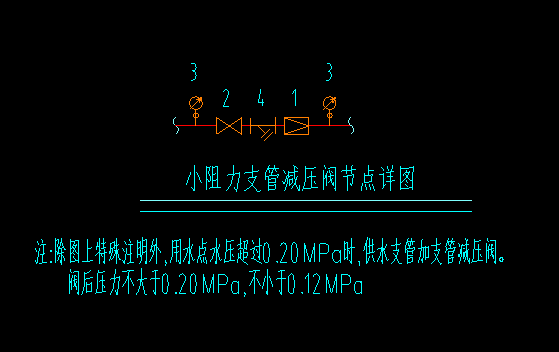 3 3
2 4 1
小阻力支管减压阀节点详图
注:除图上特殊注明外,用水点水压超过0.20MPa时,供水支管加支管减压阀。
阀后压力不大于0.20MPa,不小于0.12MPa